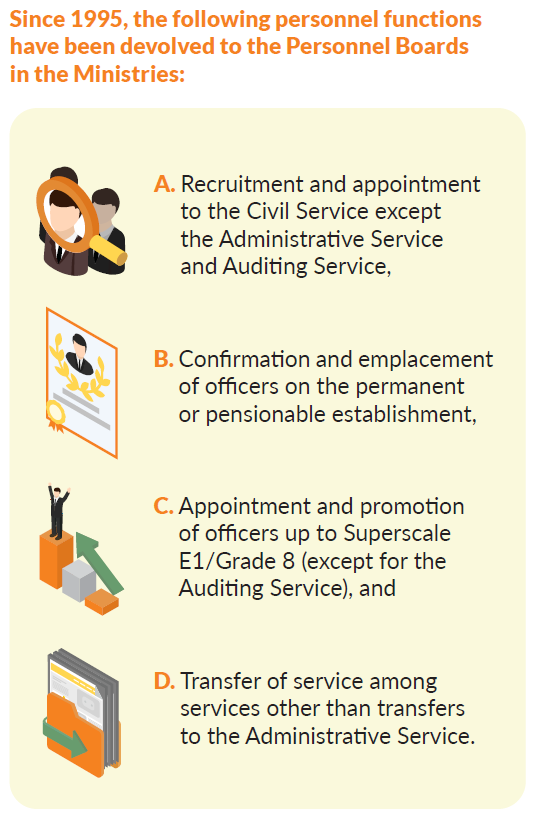 Since 1995, the following personnel functions
have been devolved to the Personnel Boards
in the Ministries:
A. Recruitment and appointment
to the Civil Service except
the Administrative Service
and Auditing Service,
B. Confirmation and emplacement
of officers on the permanent
or pensionable establishment,
C. Appointment and promotion
of officers up to Superscale
E1/Grade 8 (except for the
Auditing Service), and
D. Transfer of service among
services other than transfers
to the Administrative Service.